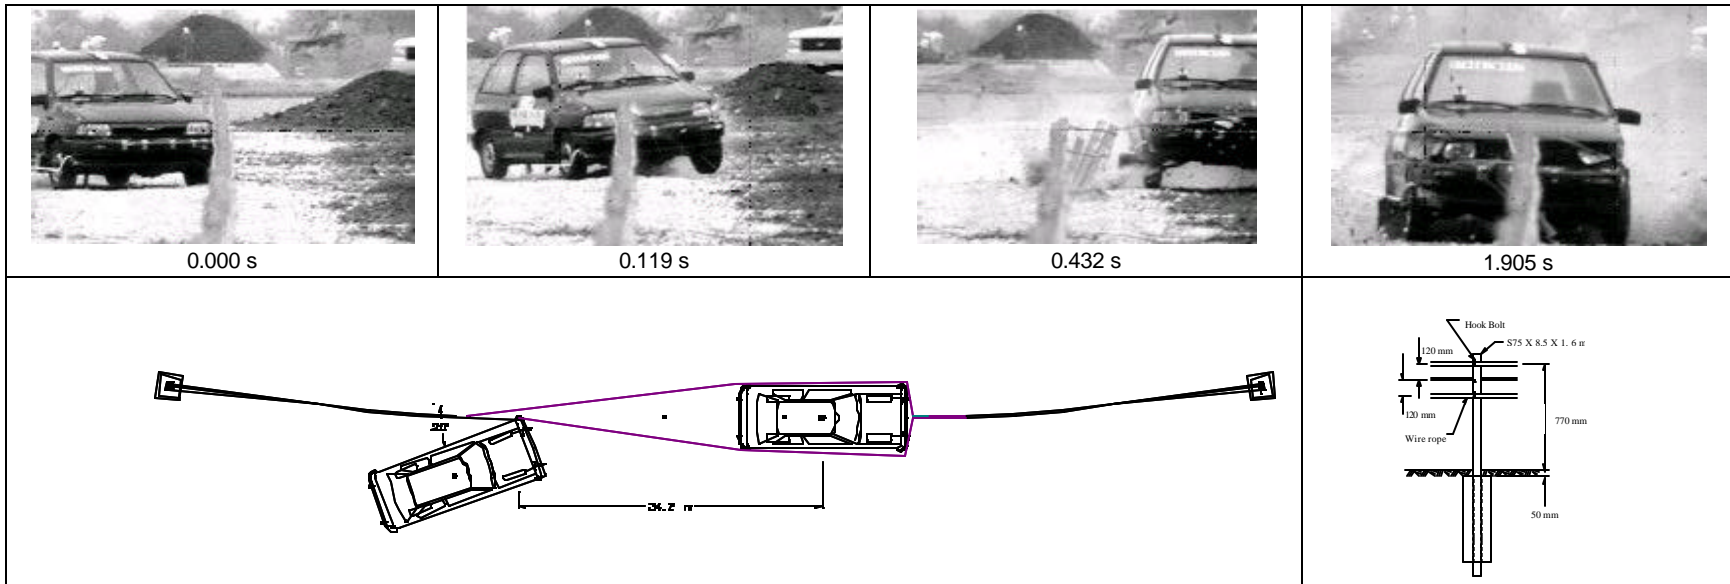 0.000 s
0.119 s
0.432 s
1.905 s
Hook Bolt
S75 X 8.5 X 1. 6 m
120 mm
120 mm
Wire rope
770 mm
50 mm